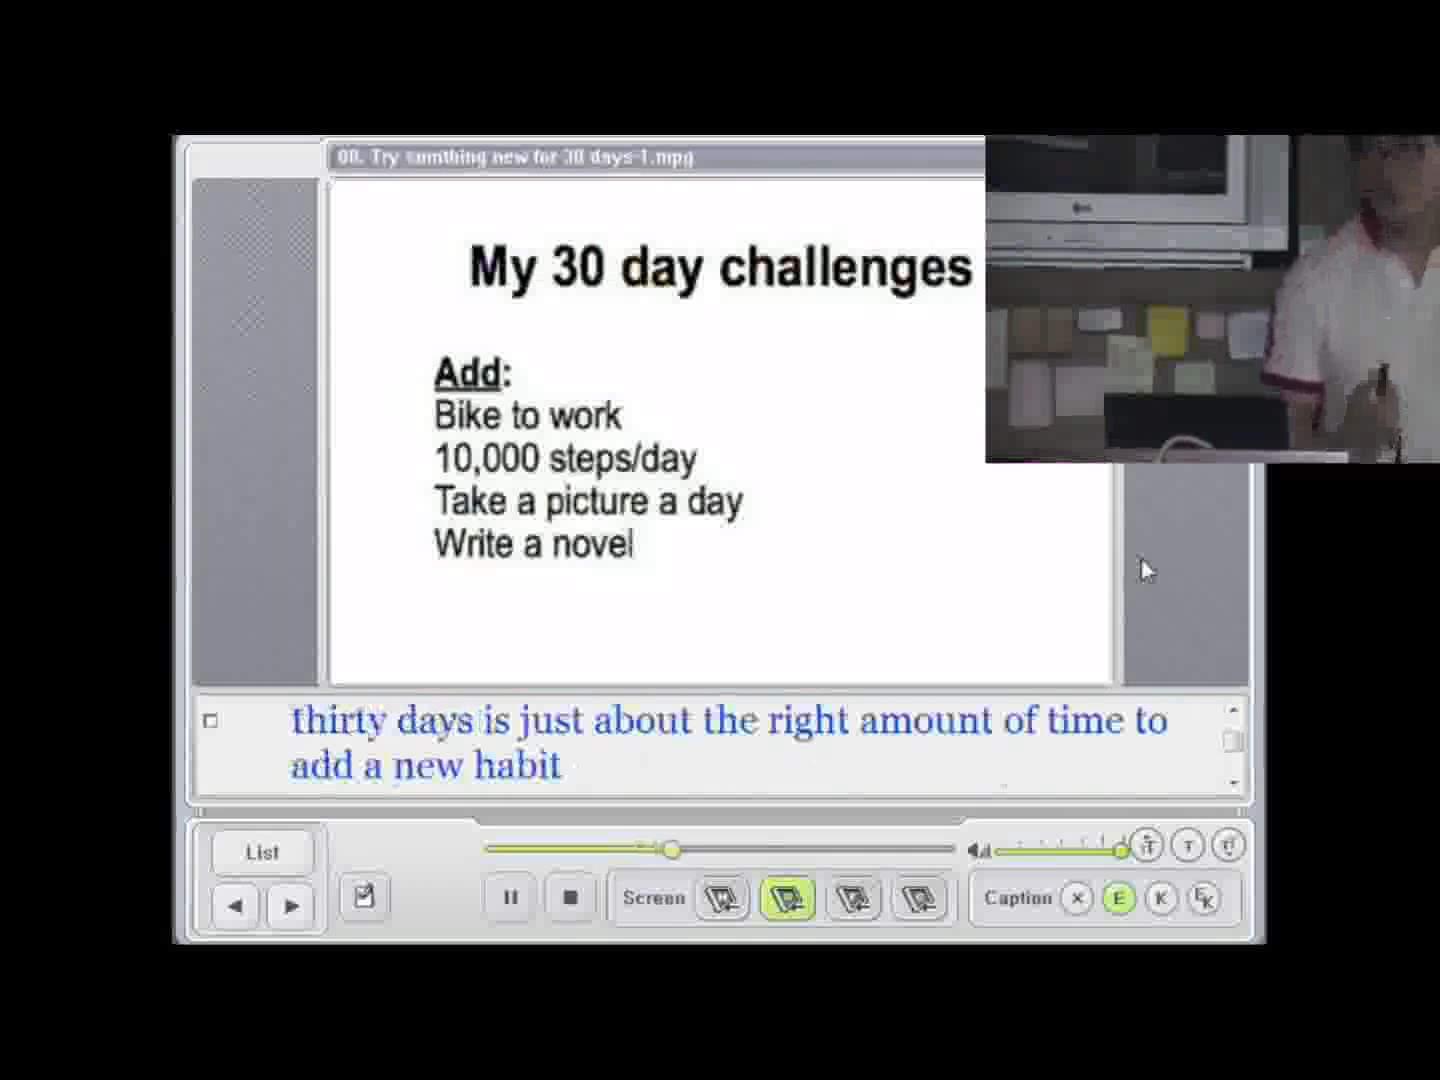 00. Try somthing new for 30 days-1.mpg
My 30 day challenges
Add:
Bike to work
10,000 steps/day
Take a picture a day
Write a novel
thirty days is just about the right amount of time to
add a new habit
List
Screen
Caption
X
E
K
EK
T